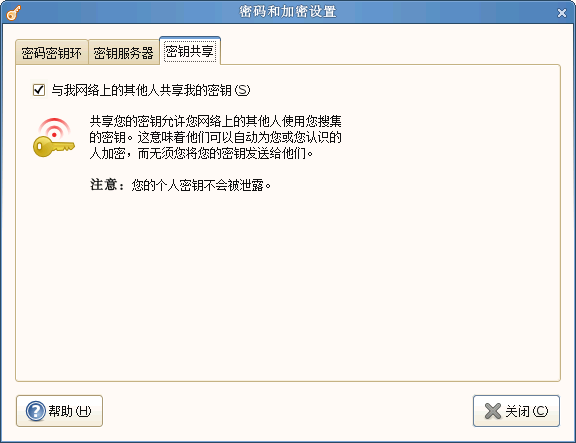 密码和加密设置
密码密钥环 密钥服务器 密钥共享
与我网络上的其他人共享我的密钥(S)
共享您的密钥允许您网络上的其他人使用您搜集
的密钥。这意味着他们可以自动为您或您认识的
人加密，而无须您将您的密钥发送给他们。
注意：您的个人密钥不会被泄露。
帮助(H) 关闭(C)